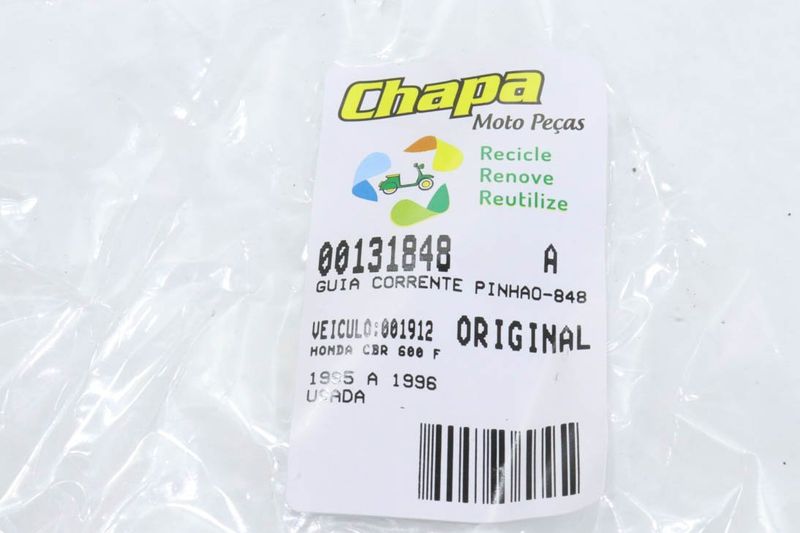 Chapa
Moto Peças
Recicle
Renove
Reutilize
00131848 A
GUIA CORRENTE PINHAO-848
VEICULO:001912 ORIGINAL
HONDA CBR 600 F
1995 A 1996
USADA